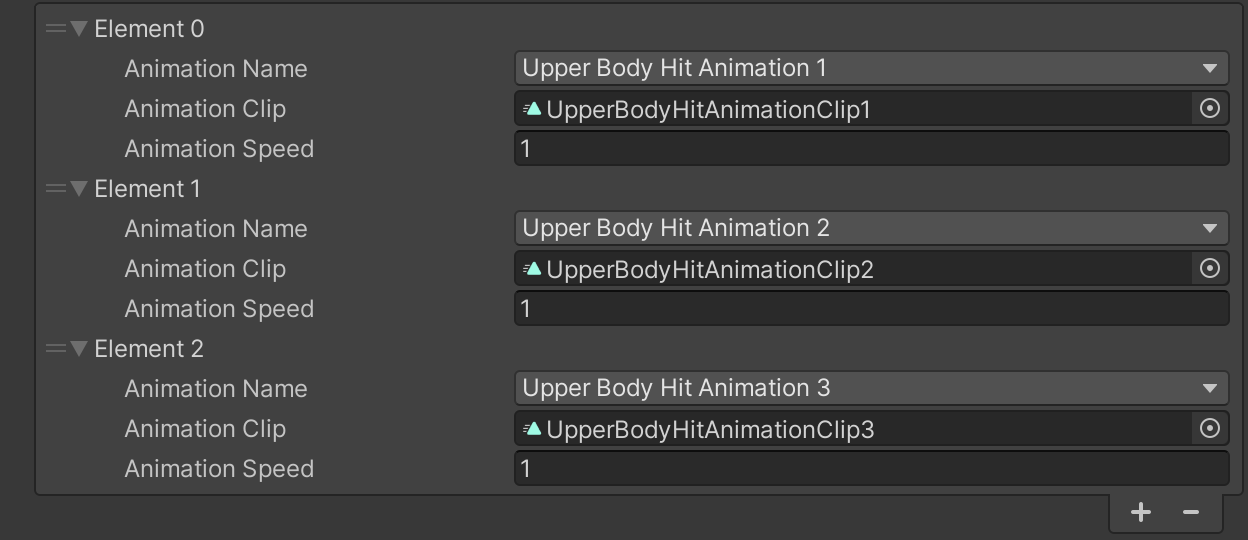 Element 0
Animation Name Upper Body Hit Animation 1
Animation Clip UpperBodyHitAnimationClip1
Animation Speed 1
Element 1
Animation Name Upper Body Hit Animation 2
Animation Clip UpperBodyHitAnimationClip2
Animation Speed 1
Element 2
Animation Name Upper Body Hit Animation 3
Animation Clip UpperBodyHitAnimationClip3
Animation Speed 1